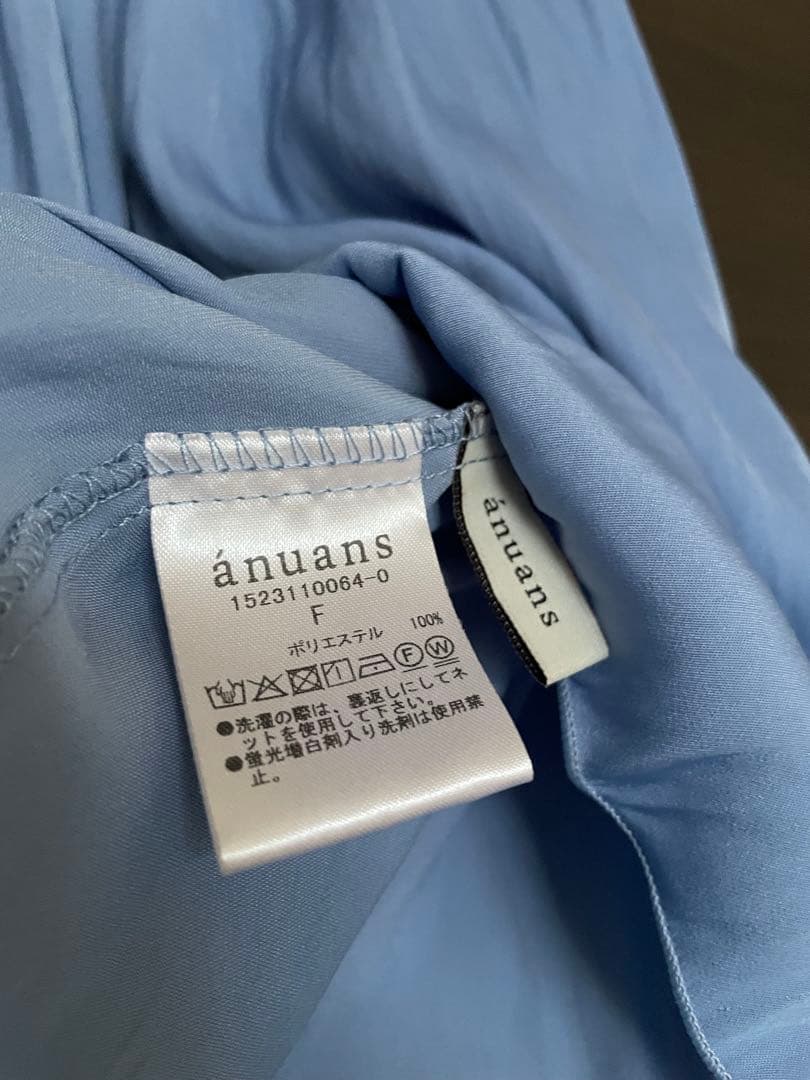 ánuans
1523110064-0
F
ポリエステル 100%
F W
●洗濯の際は、裏返しにしてネ
ットを使用して下さい。
●蛍光増白剤入り洗剤は使用禁
止。
ánuans